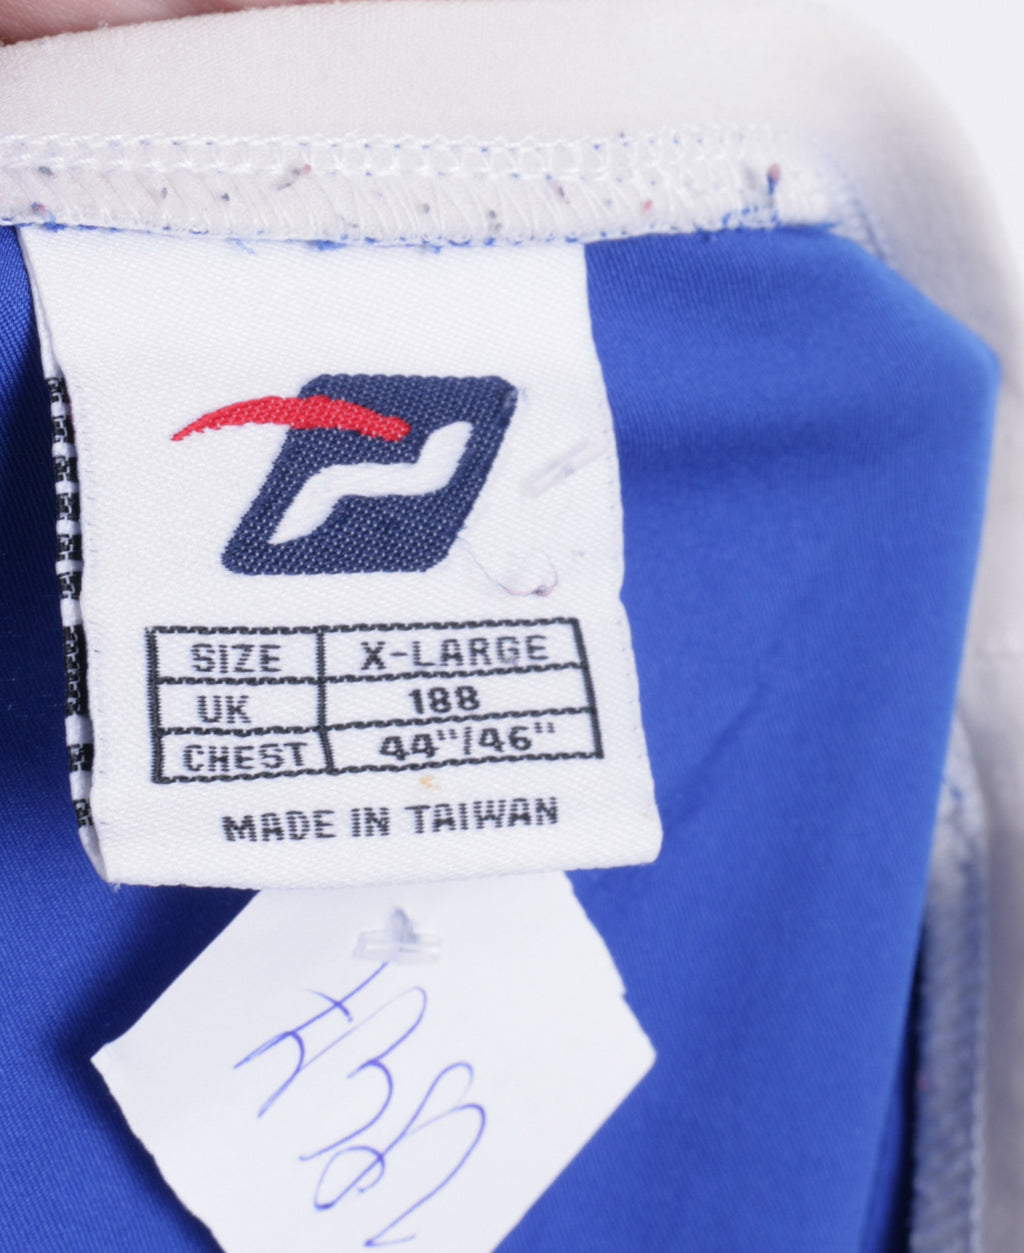 SIZE X-LARGE
UK 188
CHEST 44"/46"
MADE IN TAIWAN